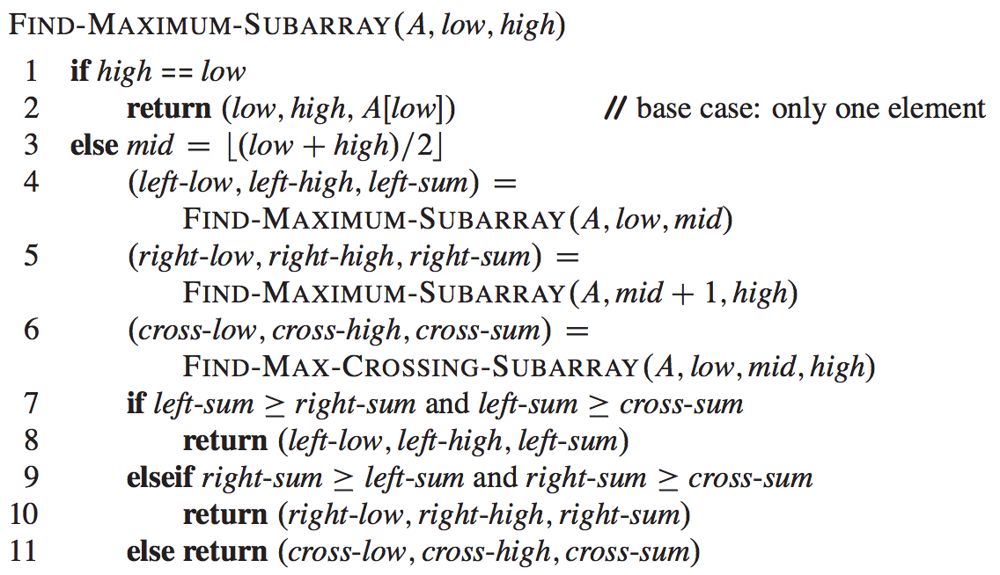 FIND-MAXIMUM-SUBARRAY(A, low, high)
1 if high == low
2 return (low, high, A[low]) // base case: only one element
3 else mid = ⌊(low + high)/2⌋
4 (left-low, left-high, left-sum) =
FIND-MAXIMUM-SUBARRAY(A, low, mid)
5 (right-low, right-high, right-sum) =
FIND-MAXIMUM-SUBARRAY(A, mid + 1, high)
6 (cross-low, cross-high, cross-sum) =
FIND-MAX-CROSSING-SUBARRAY(A, low, mid, high)
7 if left-sum ≥ right-sum and left-sum ≥ cross-sum
8 return (left-low, left-high, left-sum)
9 elseif right-sum ≥ left-sum and right-sum ≥ cross-sum
10 return (right-low, right-high, right-sum)
11 else return (cross-low, cross-high, cross-sum)